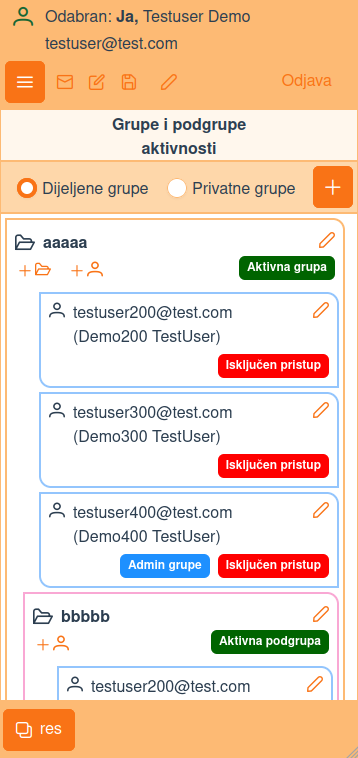 Odabran: Ja, Testuser Demo
testuser@test.com
Odjava
Grupe i podgrupe
aktivnosti
Dijeljene grupe
Privatne grupe
aaaaa
Aktivna grupa
testuser200@test.com
(Demo200 TestUser)
Isključen pristup
testuser300@test.com
(Demo300 TestUser)
Isključen pristup
testuser400@test.com
(Demo400 TestUser)
Admin grupe
Isključen pristup
bbbbb
Aktivna podgrupa
testuser200@test.com
res